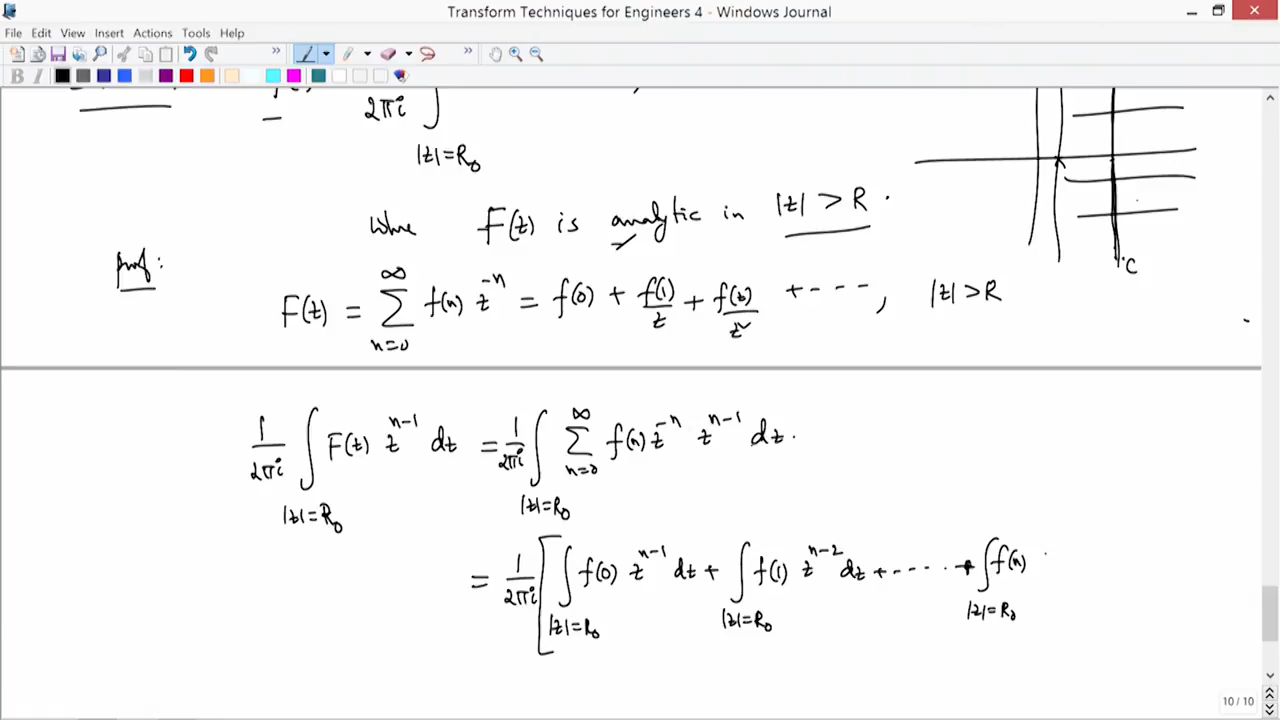 Transform Techniques for Engineers 4 - Windows Journal
File Edit View Insert Actions Tools Help
B I
2πi
|z|=R₀
where F(z) is analytic in |z| > R.
c
proof:
F(z) = ∑_{n=0}^{∞} f(n) z^{-n} = f(0) + f(1)/z + f(2)/z² + ----, |z| > R
1/2πi ∫_{|z|=R₀} F(z) z^{n-1} dz = 1/2πi ∫_{|z|=R₀} ∑_{n=0}^{∞} f(n) z^{-n} z^{n-1} dz.
= 1/2πi [ ∫_{|z|=R₀} f(0) z^{n-1} dz + ∫_{|z|=R₀} f(1) z^{n-2} dz + ----- + ∫_{|z|=R₀} f(n)
10 / 10